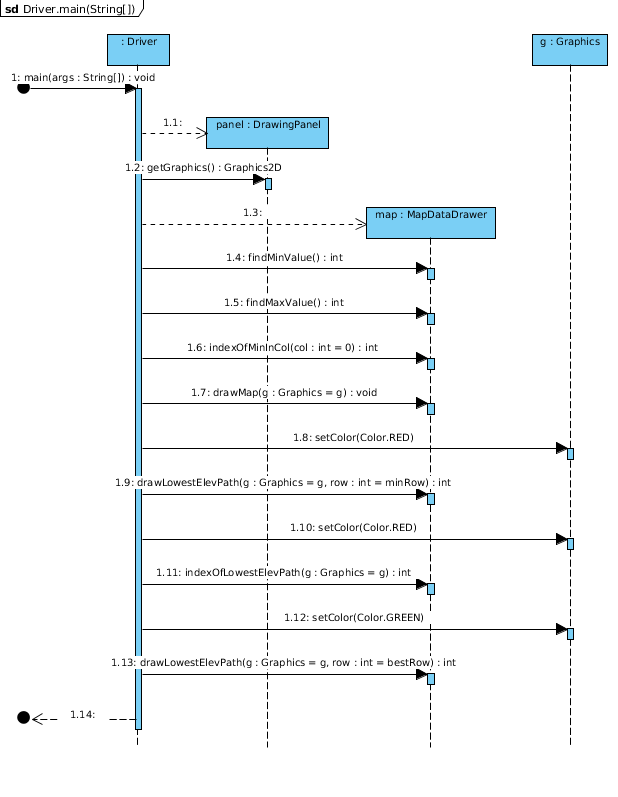 sd Driver.main(String[])
: Driver
g : Graphics
1: main(args : String[]) : void
1.1:
panel : DrawingPanel
1.2: getGraphics() : Graphics2D
1.3:
map : MapDataDrawer
1.4: findMinValue() : int
1.5: findMaxValue() : int
1.6: indexOfMinInCol(col : int = 0) : int
1.7: drawMap(g : Graphics = g) : void
1.8: setColor(Color.RED)
1.9: drawLowestElevPath(g : Graphics = g, row : int = minRow) : int
1.10: setColor(Color.RED)
1.11: indexOfLowestElevPath(g : Graphics = g) : int
1.12: setColor(Color.GREEN)
1.13: drawLowestElevPath(g : Graphics = g, row : int = bestRow) : int
1.14: